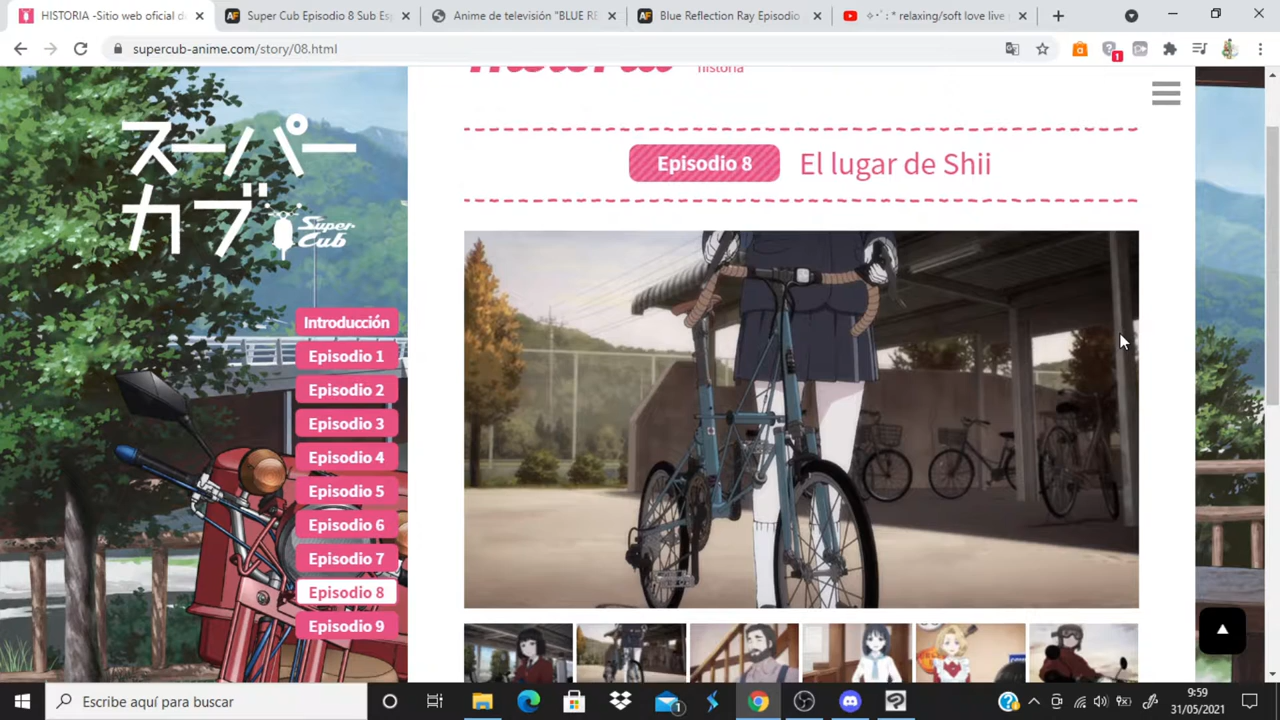 HISTORIA -Sitio web oficial d
Super Cub Episodio 8 Sub Es
Anime de televisión "BLUE RE
Blue Reflection Ray Episodio
✧･ﾟ: * relaxing/soft love live
supercub-anime.com/story/08.html
1
historia
スーパー
カブ
Super
Cub
Episodio 8
El lugar de Shii
Introducción
Episodio 1
Episodio 2
Episodio 3
Episodio 4
Episodio 5
Episodio 6
Episodio 7
Episodio 8
Episodio 9
Escribe aquí para buscar
1
9:59
31/05/2021